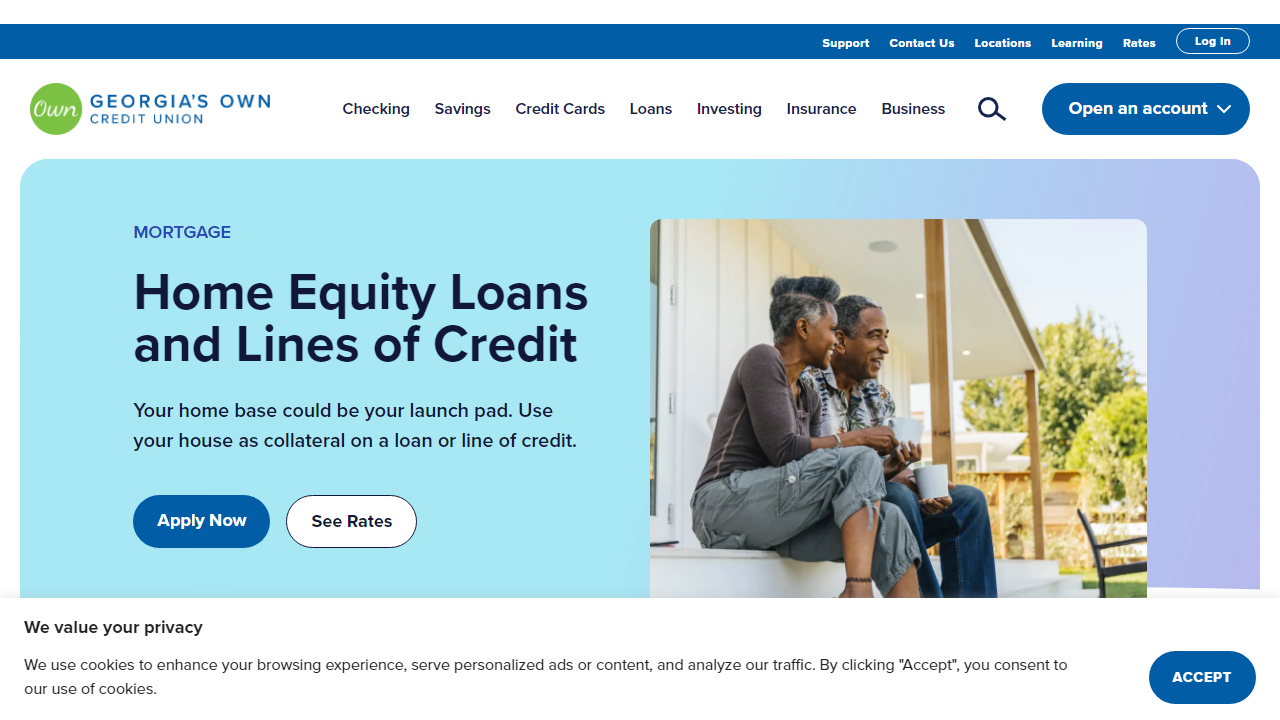 Support Contact Us Locations Learning Rates Log In
Own GEORGIA'S OWN
CREDIT UNION
Checking Savings Credit Cards Loans Investing Insurance Business Open an account
MORTGAGE
Home Equity Loans
and Lines of Credit
Your home base could be your launch pad. Use
your house as collateral on a loan or line of credit.
Apply Now See Rates
We value your privacy
We use cookies to enhance your browsing experience, serve personalized ads or content, and analyze our traffic. By clicking "Accept", you consent to
our use of cookies.
ACCEPT